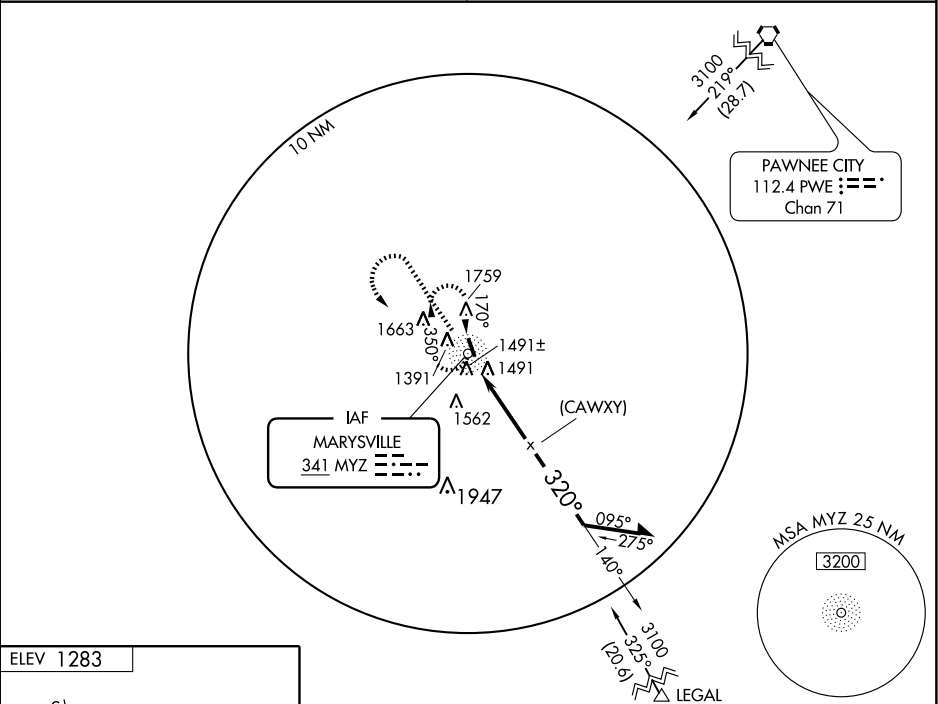 3100
219°
(28.7)
10 NM
PAWNEE CITY
112.4 PWE
Chan 71
1759
170°
1663
350°
1491±
1391
1491
1562
(CAWXY)
IAF
MARYSVILLE
341 MYZ
1947
320°
095°
275°
140°
MSA MYZ 25 NM
3200
3100
325°
(20.6)
LEGAL
ELEV 1283